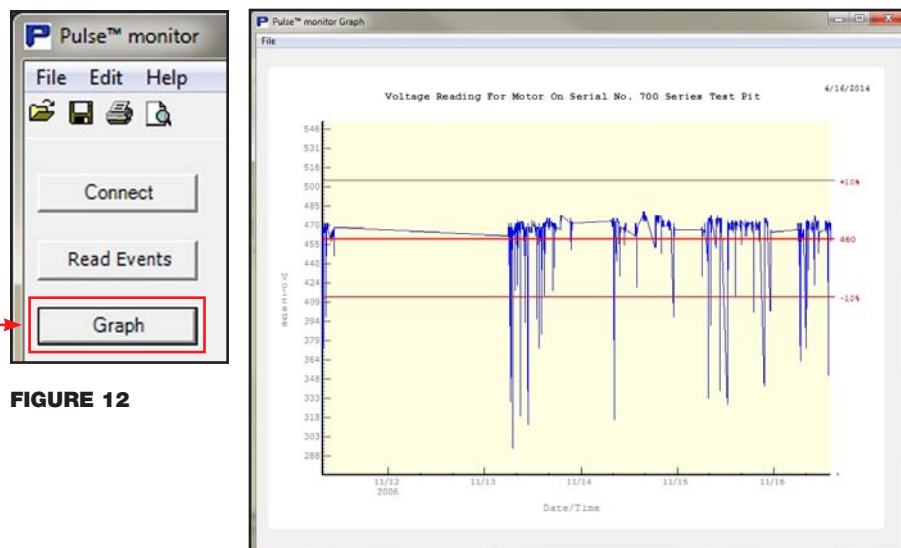 Pulse™ monitor
File Edit Help
Connect
Read Events
Graph
FIGURE 12
Pulse™ monitor Graph
File
4/16/2014
Voltage Reading For Motor On Serial No. 700 Series Test Pit
546
531
516
500
485
470
455
440
424
409
394
379
364
348
333
318
303
288
Voltage
+10%
460
-10%
11/12
2006
11/13
11/14
11/15
11/16
Date/Time